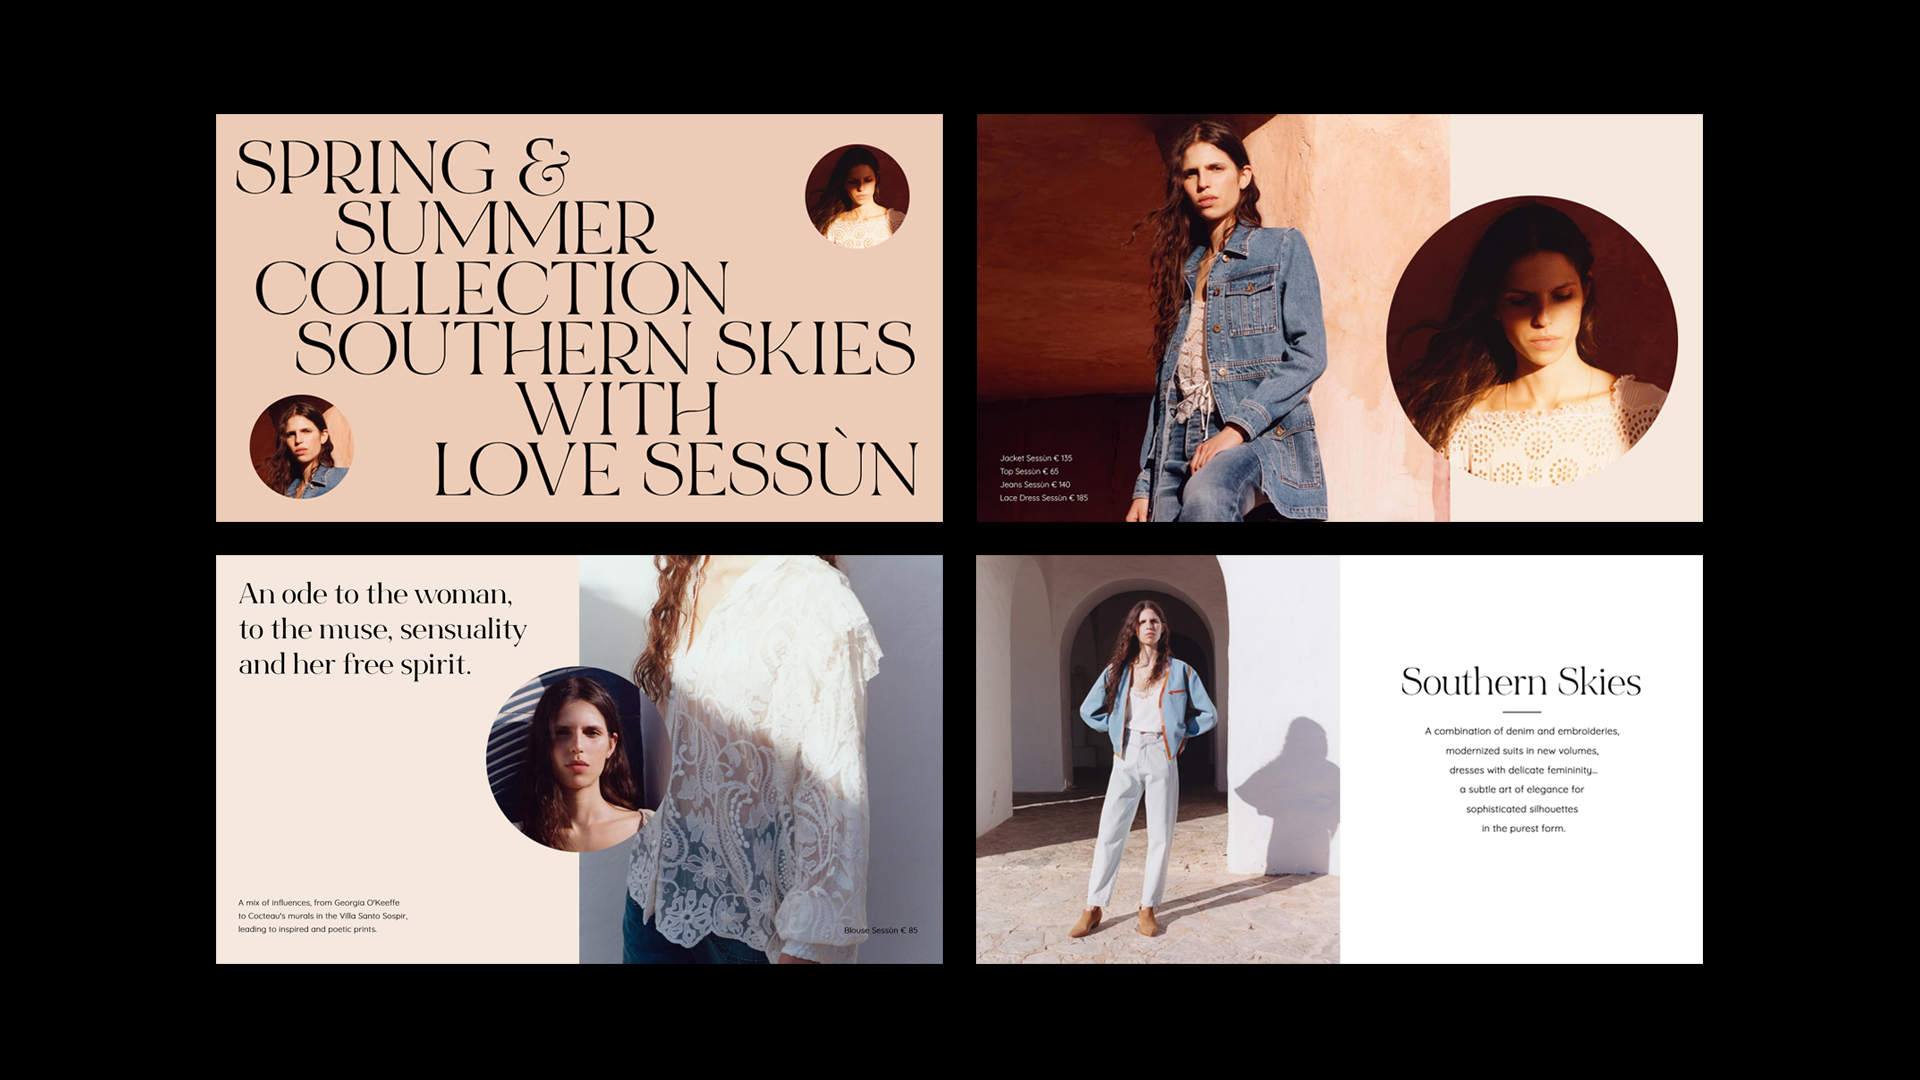 SPRING &
SUMMER
COLLECTION
SOUTHERN SKIES
WITH
LOVE SESSÙN
Jacket Sessùn € 135
Top Sessùn € 65
Jeans Sessùn € 140
Lace Dress Sessùn € 185
An ode to the woman,
to the muse, sensuality
and her free spirit.
A mix of influences, from Georgia O'Keeffe
to Cocteau's murals in the Villa Santo Sospir,
leading to inspired and poetic prints.
Blouse Sessùn € 85
Southern Skies
A combination of denim and embroideries,
modernized suits in new volumes,
dresses with delicate femininity...
a subtle art of elegance for
sophisticated silhouettes
in the purest form.